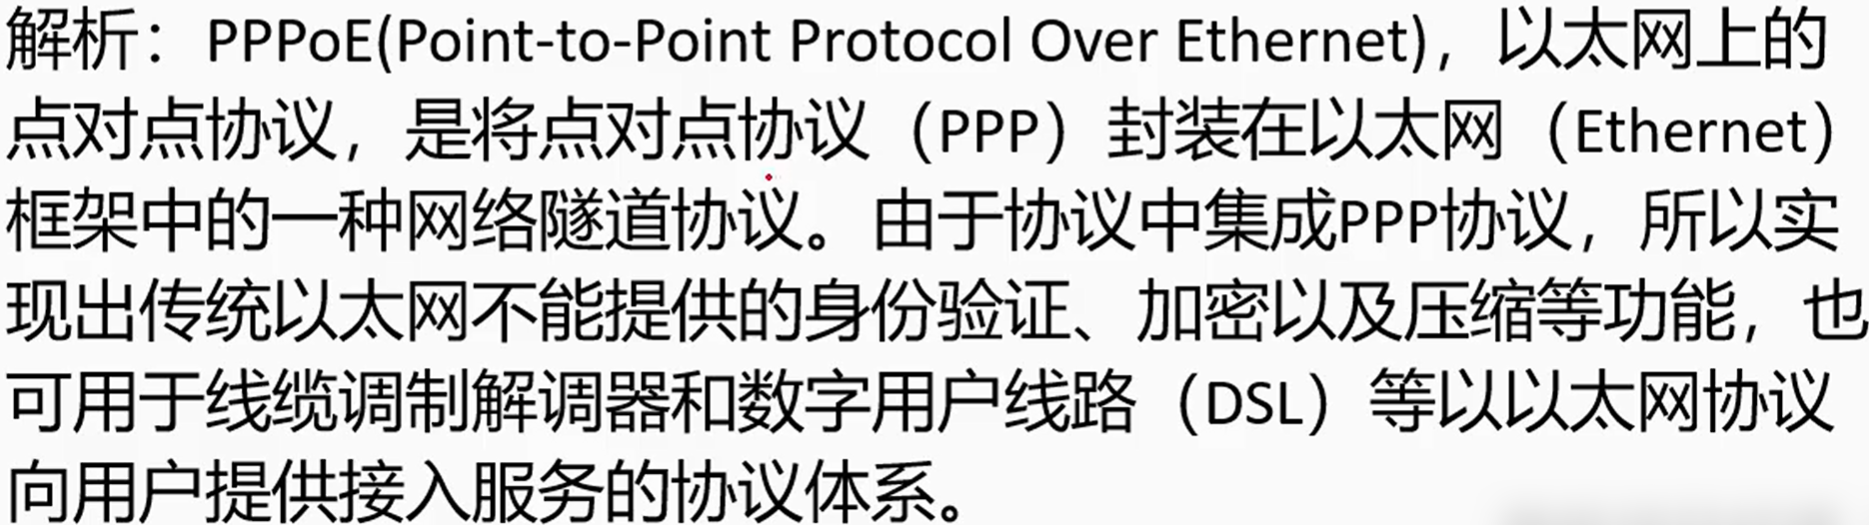 解析：PPPoE(Point-to-Point Protocol Over Ethernet)，以太网上的
点对点协议，是将点对点协议（PPP）封装在以太网（Ethernet）
框架中的一种网络隧道协议。由于协议中集成PPP协议，所以实
现出传统以太网不能提供的身份验证、加密以及压缩等功能，也
可用于线缆调制解调器和数字用户线路（DSL）等以以太网协议
向用户提供接入服务的协议体系。